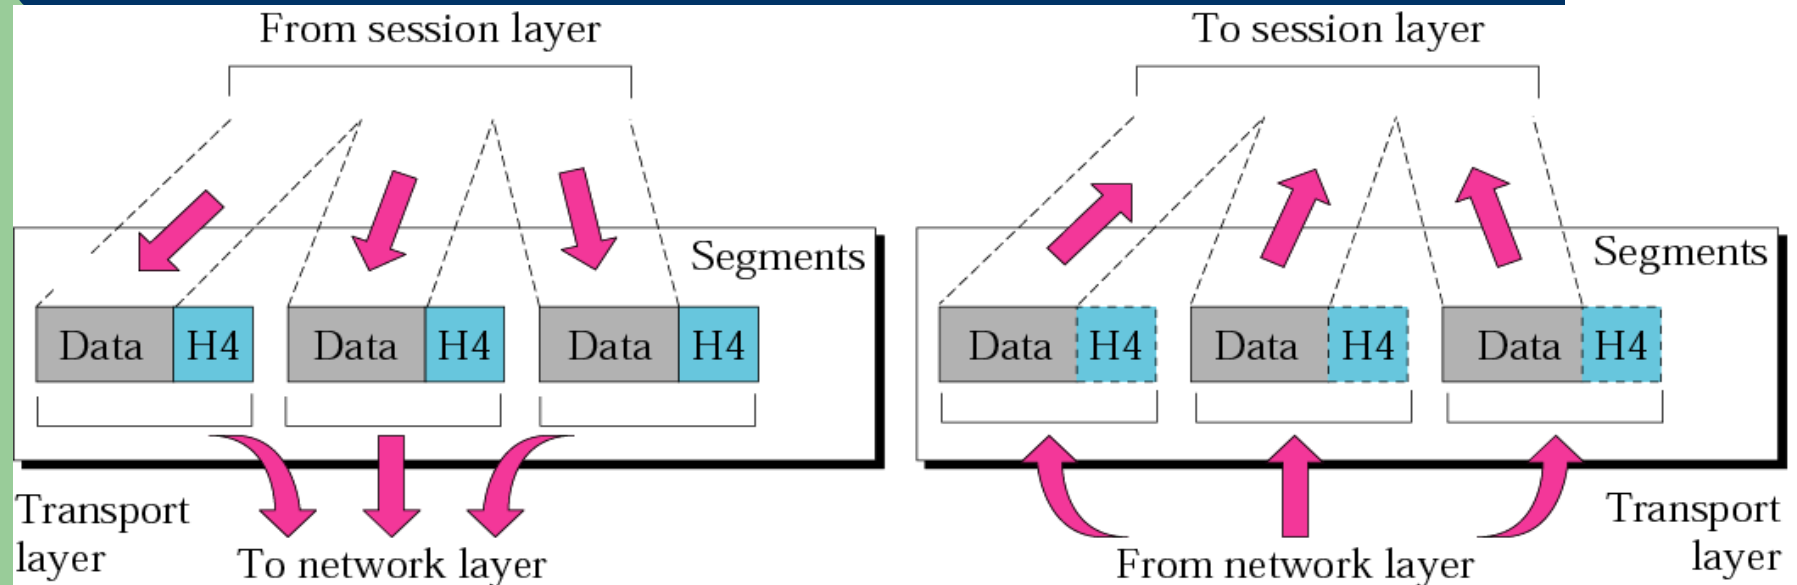 From session layer
Segments
Data H4 Data H4 Data H4
Transport
layer
To network layer
To session layer
Segments
Data H4 Data H4 Data H4
From network layer
Transport
layer